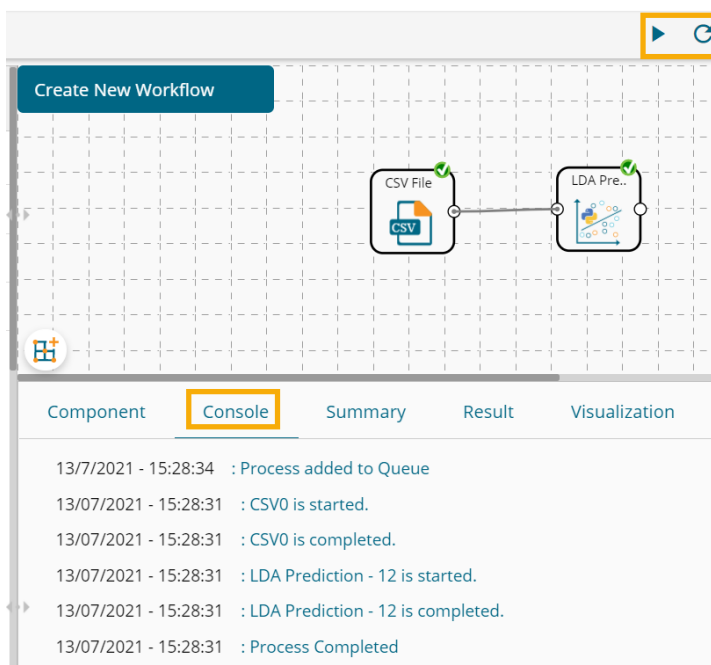 Create New Workflow
CSV File
LDA Pre..
CSV
Component Console Summary Result Visualization
13/7/2021 - 15:28:34 : Process added to Queue
13/07/2021 - 15:28:31 : CSV0 is started.
13/07/2021 - 15:28:31 : CSV0 is completed.
13/07/2021 - 15:28:31 : LDA Prediction - 12 is started.
13/07/2021 - 15:28:31 : LDA Prediction - 12 is completed.
13/07/2021 - 15:28:31 : Process Completed